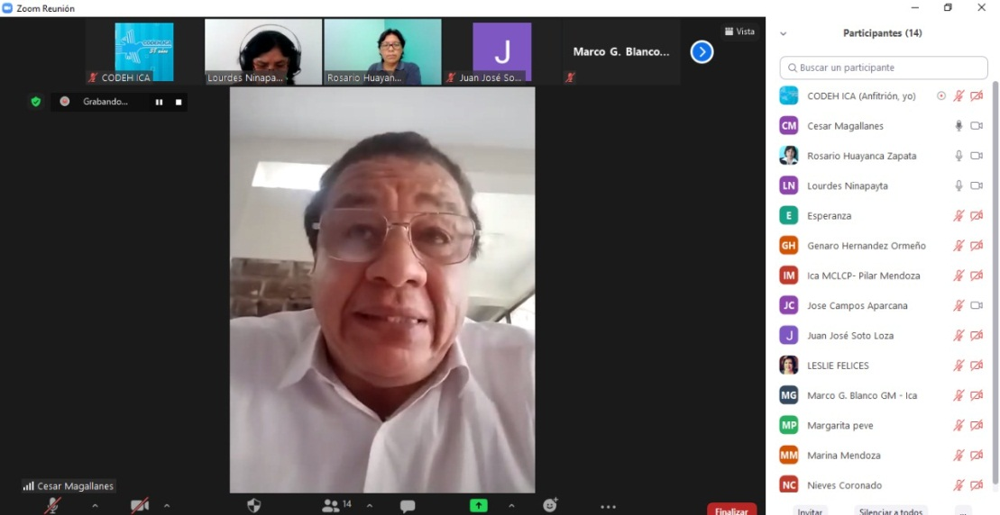 Zoom Reunión
CODEH ICA
Lourdes Ninapa...
Rosario Huayan...
J
Juan José So...
Marco G. Blanco...
Vista
Grabando...
Cesar Magallanes
14
Finalizar
Participantes (14)
Buscar un participante
CODEH ICA (Anfitrión, yo)
CM Cesar Magallanes
Rosario Huayanca Zapata
LN Lourdes Ninapayta
E Esperanza
GH Genaro Hernandez Ormeño
IM Ica MCLCP- Pilar Mendoza
JC Jose Campos Aparcana
J Juan José Soto Loza
LESLIE FELICES
MG Marco G. Blanco GM - Ica
MP Margarita peve
MM Marina Mendoza
NC Nieves Coronado
Invitar
Silenciar a todos
...